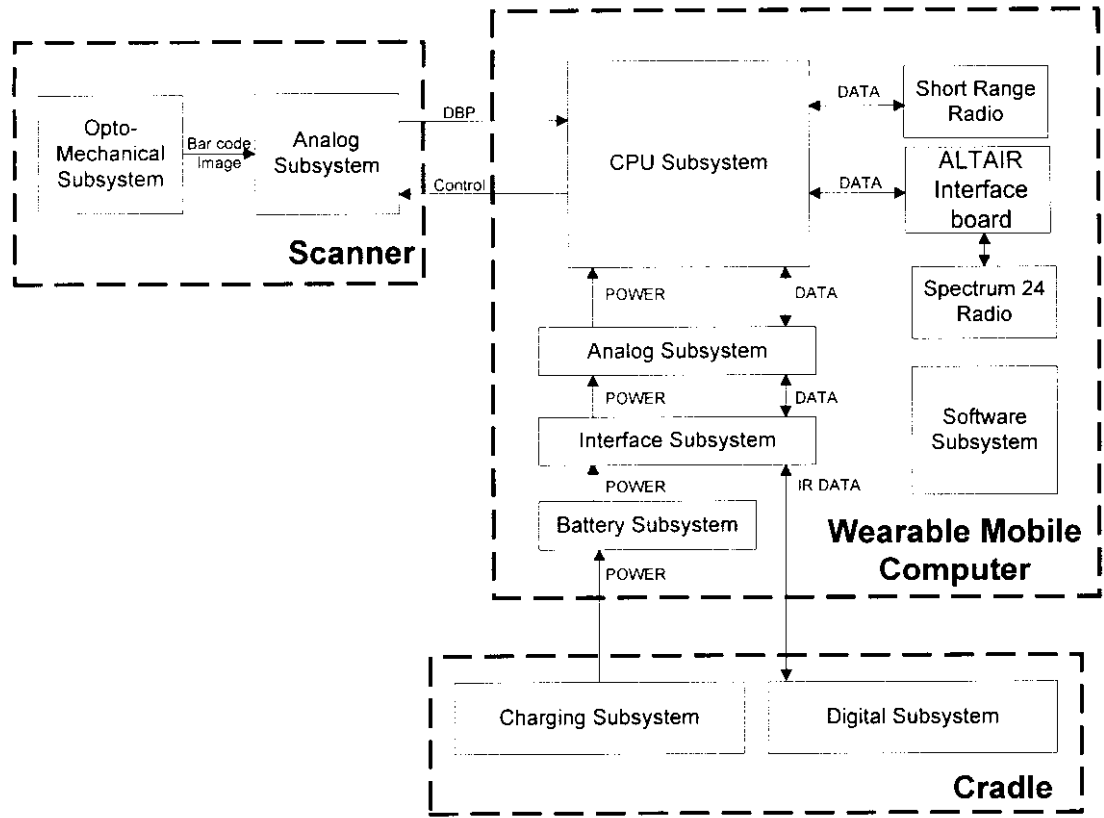 Opto-
Mechanical
Subsystem
Bar code
Image
Analog
Subsystem
Scanner
DBP
Control
CPU Subsystem
DATA
Short Range
Radio
DATA
ALTAIR
Interface
board
Spectrum 24
Radio
POWER
DATA
Analog Subsystem
POWER
DATA
Interface Subsystem
Software
Subsystem
POWER
IR DATA
Battery Subsystem
Wearable Mobile
Computer
POWER
Charging Subsystem
Digital Subsystem
Cradle